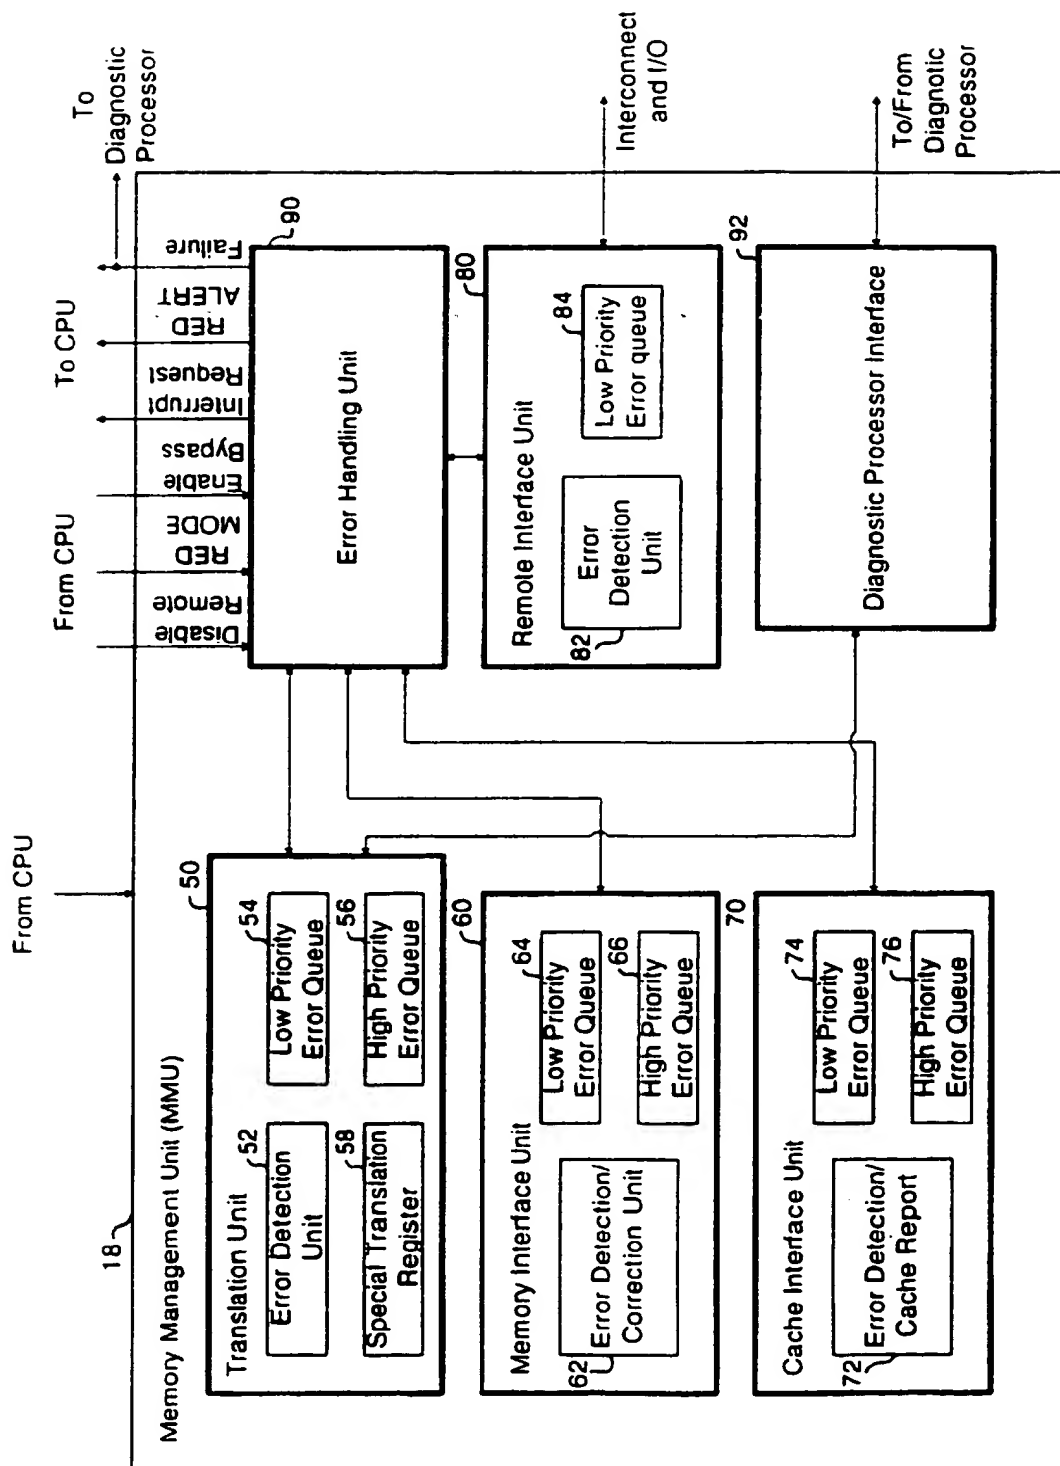 From CPU
18
Memory Management Unit (MMU)
From CPU
To CPU
To
Diagnostic
Processor
Disable
Remote
RED
MODE
Enable
Bypass
Interrupt
Request
RED
ALERT
Failure
Translation Unit
50
Error Detection
Unit
52
Low Priority
Error Queue
54
Special Translation
Register
58
High Priority
Error Queue
56
Error Handling Unit
90
Memory Interface Unit
60
Error Detection/
Correction Unit
62
Low Priority
Error Queue
64
High Priority
Error Queue
66
Remote Interface Unit
80
Error
Detection
Unit
82
Low Priority
Error queue
84
Interconnect
and I/O
Cache Interface Unit
70
Error Detection/
Cache Report
72
Low Priority
Error Queue
74
High Priority
Error Queue
76
Diagnostic Processor Interface
92
To/From
Diagnotic
Processor